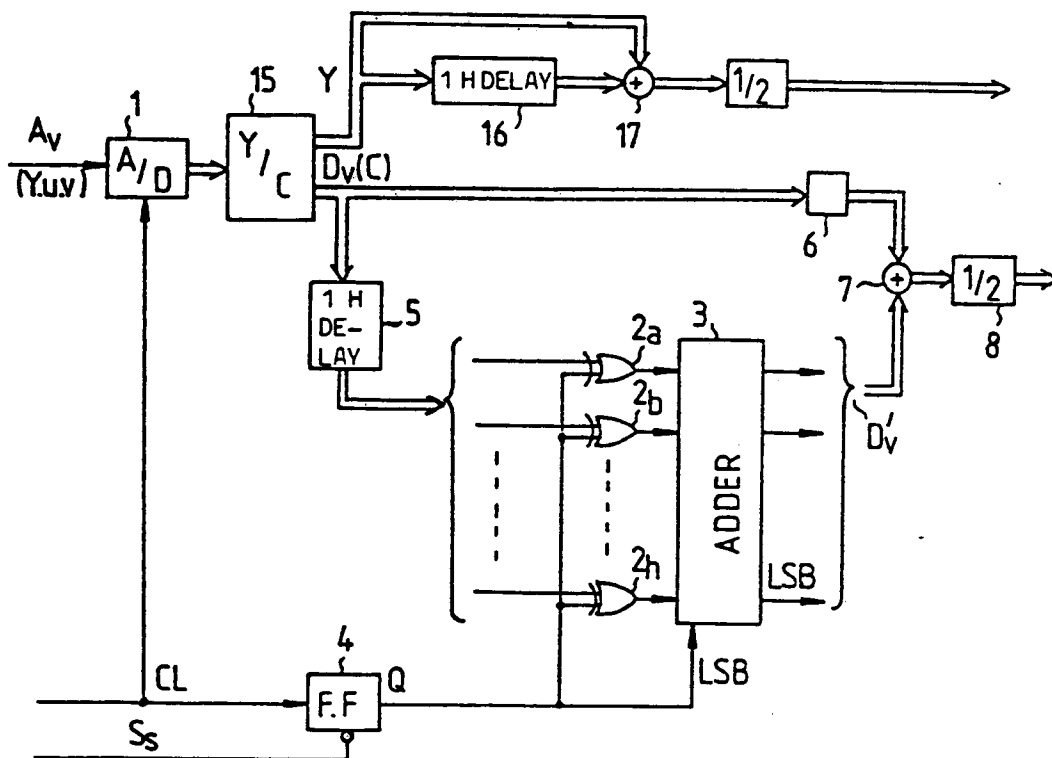 15
Y
1 H DELAY
16
+
17
1/2
1
Av
(Y.u.v)
A/D
Y/C
Dv(C)
6
7
+
1/2
8
1 H
DE-
LAY
5
2a
3
2b
2h
ADDER
LSB
Dv'
4
CL
F.F
Q
LSB
Ss